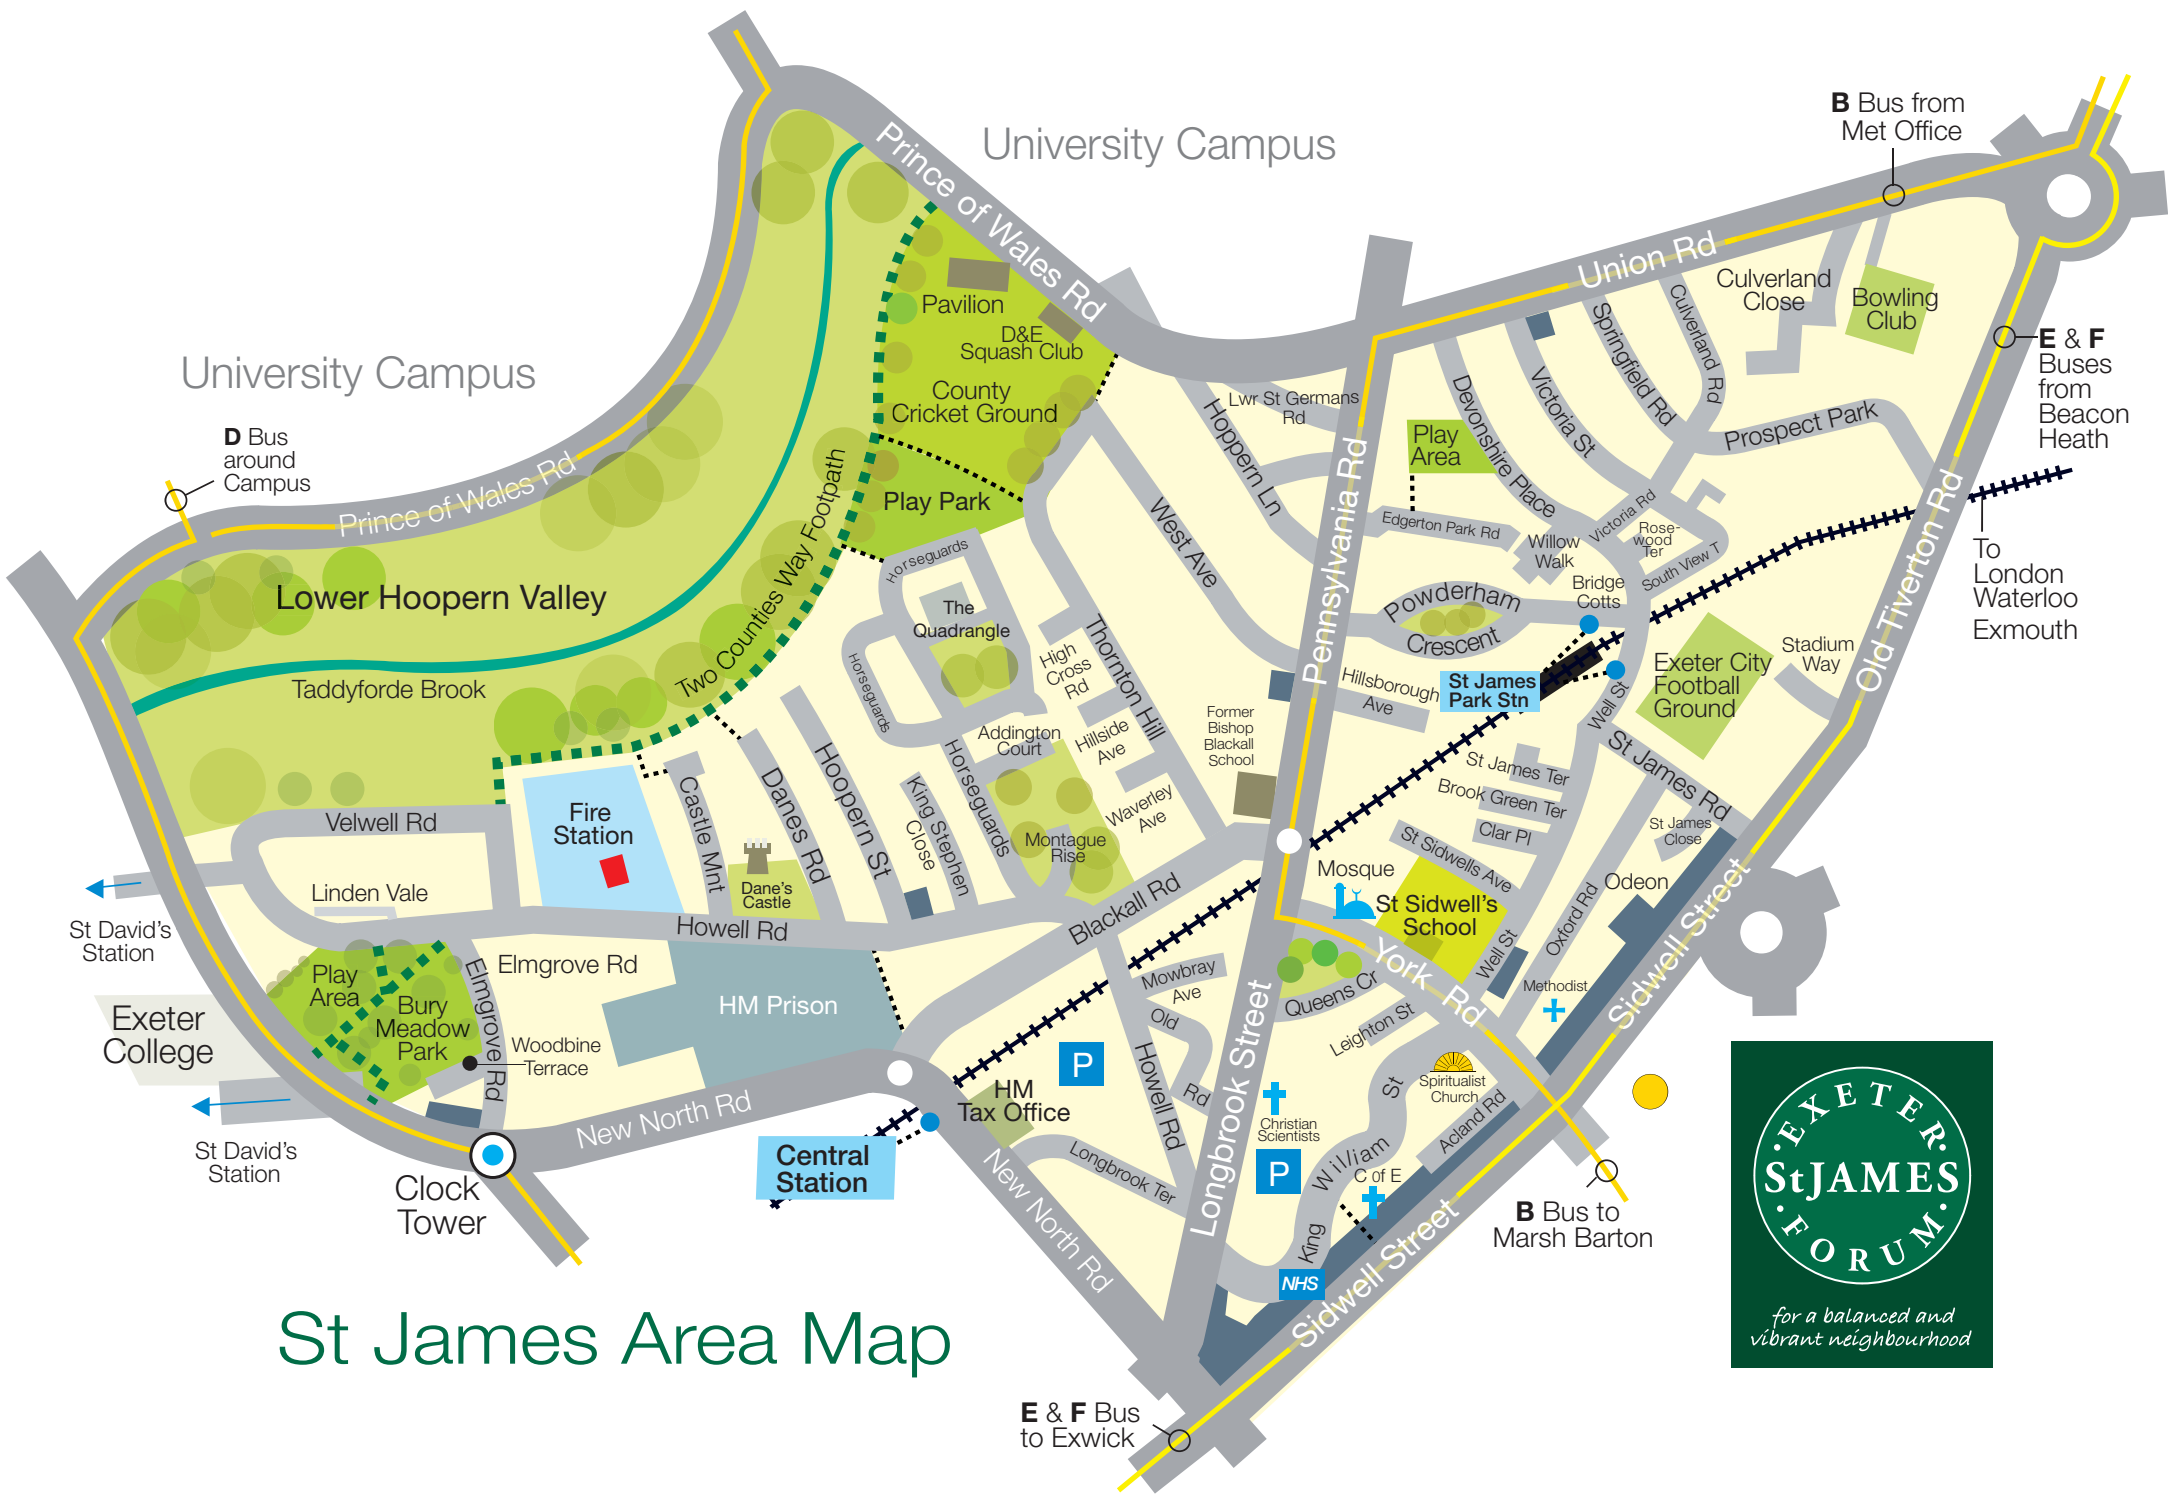 University Campus
Prince of Wales Rd
B Bus from
Met Office
Union Rd
Culverland
Close
Bowling
Club
Culverland Rd
Springfield Rd
Victoria St
Devonshire Place
Prospect Park
E & F
Buses
from
Beacon
Heath
Pavilion
D&E
Squash Club
County
Cricket Ground
Play Park
University Campus
D Bus
around
Campus
Prince of Wales Rd
Lower Hoopern Valley
Taddyforde Brook
Two Counties Way Footpath
Lwr St Germans
Rd
Hoppern Ln
West Ave
Pennsylvania Rd
Play
Area
Edgerton Park Rd
Willow
Walk
Victoria Rd
Rose-
wood
Ter
South View T
Bridge
Cotts
Powderham
Crescent
Old Tiverton Rd
To
London
Waterloo
Exmouth
Stadium
Way
Exeter City
Football
Ground
St James
Park Stn
Hillsborough
Ave
Well St
St James Rd
St James Ter
Brook Green Ter
Clar Pl
St Sidwells Ave
St James
Close
Horseguards
The
Quadrangle
Horseguards
High
Cross
Rd
Thornton Hill
Hillside
Ave
Addington
Court
Horseguards
Waverley
Ave
Montague
Rise
Former
Bishop
Blackall
School
Velwell Rd
Linden Vale
Fire
Station
Castle Mnt
Danes Rd
Hoopern St
King Stephen
Close
Dane's
Castle
Howell Rd
Blackall Rd
St David's
Station
Exeter
College
Play
Area
Bury
Meadow
Park
Elmgrove Rd
Elmgrove Rd
Woodbine
Terrace
HM Prison
St David's
Station
Clock
Tower
New North Rd
Central
Station
HM
Tax Office
P
Mowbray
Ave
Old
Rd
Howell Rd
Longbrook Ter
New North Rd
Longbrook Street
Mosque
St Sidwell's
School
York Rd
Queens Cr
Leighton St
Well St
Oxford Rd
Odeon
Methodist
Sidwell Street
Spiritualist
Church
Acland Rd
Christian
Scientists
P
King William St
C of E
NHS
Sidwell Street
B Bus to
Marsh Barton
E & F Bus
to Exwick
St James Area Map
EXETER
St JAMES
FORUM
for a balanced and
vibrant neighbourhood